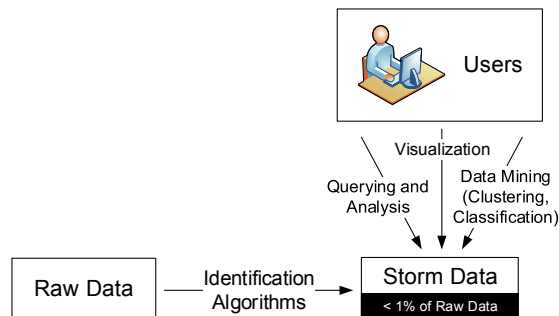 Users
Visualization
Querying and
Analysis
Data Mining
(Clustering,
Classification)
Raw Data
Identification
Algorithms
Storm Data
< 1% of Raw Data